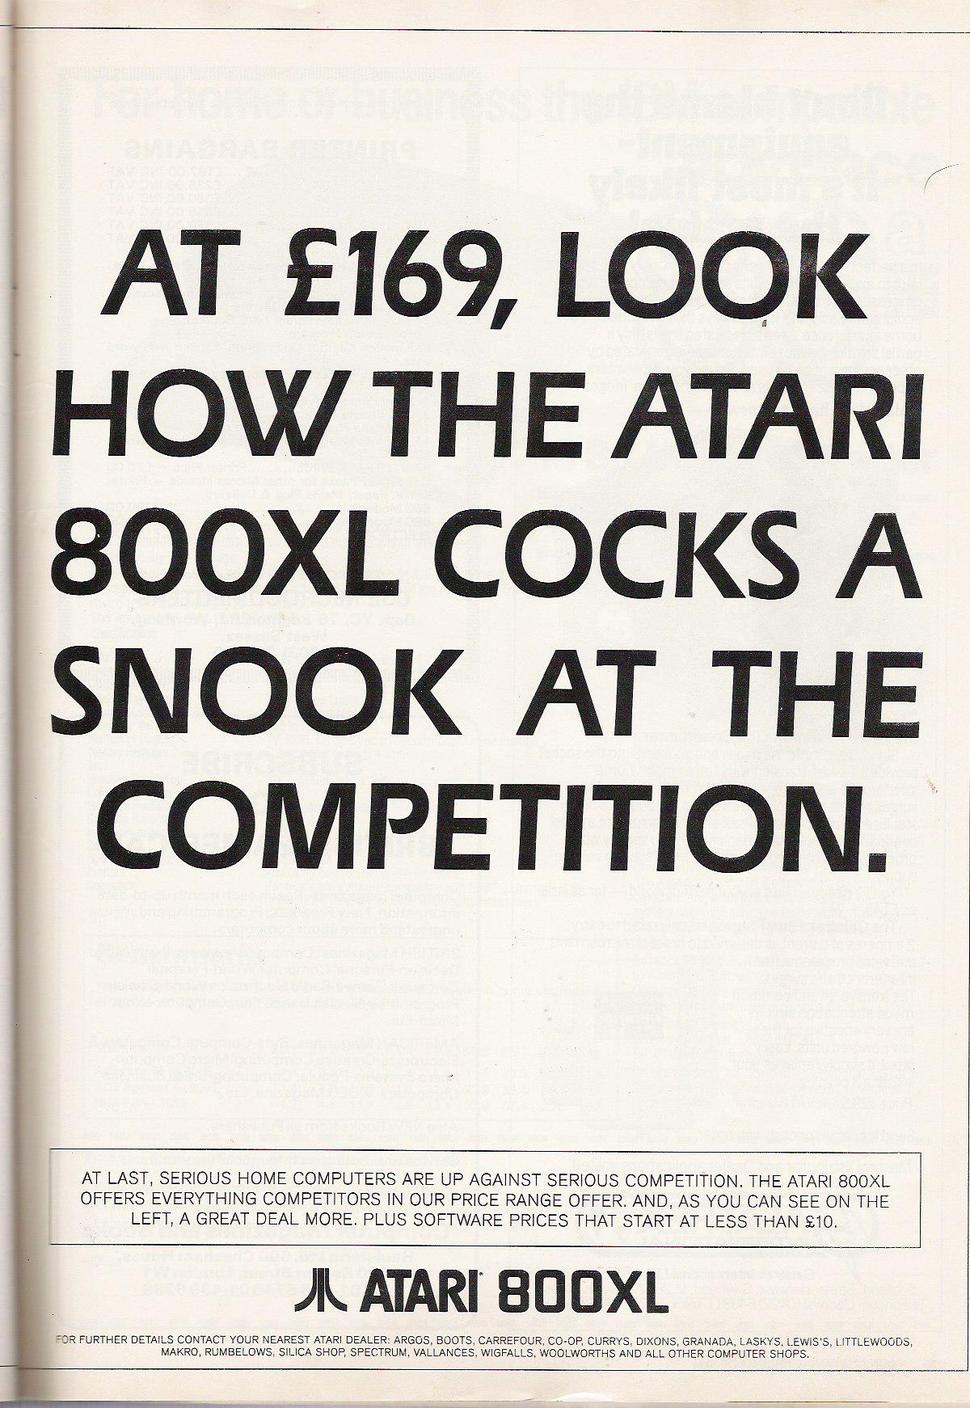 AT £169, LOOK
HOW THE ATARI
800XL COCKS A
SNOOK AT THE
COMPETITION.
AT LAST, SERIOUS HOME COMPUTERS ARE UP AGAINST SERIOUS COMPETITION. THE ATARI 800XL
OFFERS EVERYTHING COMPETITORS IN OUR PRICE RANGE OFFER. AND, AS YOU CAN SEE ON THE
LEFT, A GREAT DEAL MORE. PLUS SOFTWARE PRICES THAT START AT LESS THAN £10.
ATARI 800XL
FOR FURTHER DETAILS CONTACT YOUR NEAREST ATARI DEALER: ARGOS, BOOTS, CARREFOUR, CO-OP, CURRYS, DIXONS, GRANADA, LASKYS, LEWIS'S, LITTLEWOODS,
MAKRO, RUMBELOWS, SILICA SHOP, SPECTRUM, VALLANCES, WIGFALLS, WOOLWORTHS AND ALL OTHER COMPUTER SHOPS.